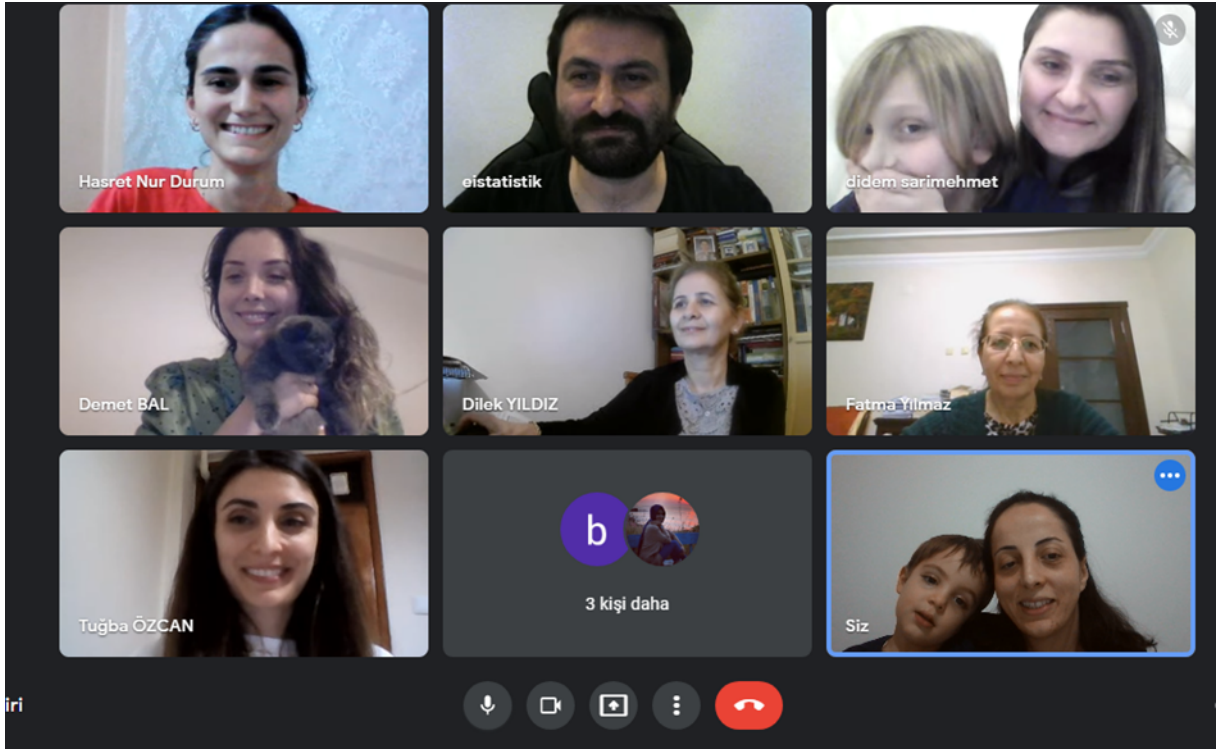 Hasret Nur Durum
eistatistik
didem sarimehmet
Demet BAL
Dilek YILDIZ
Fatma Yılmaz
Tuğba ÖZCAN
b
3 kişi daha
Siz
iri